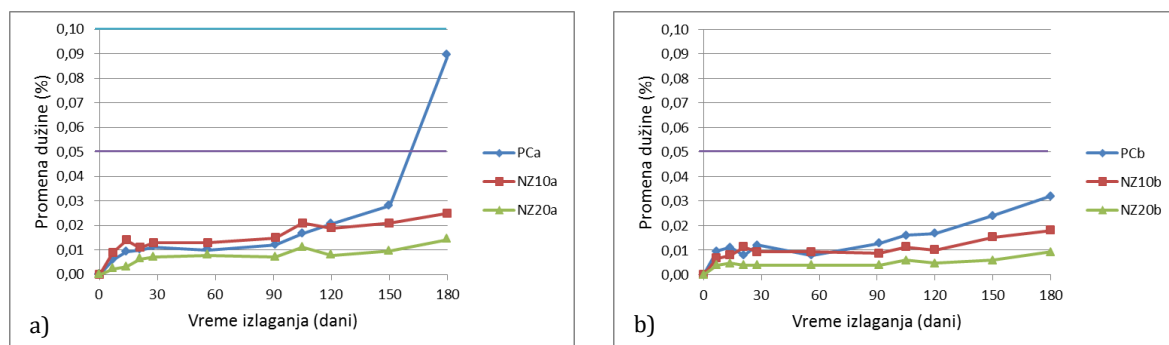 0,10
0,09
0,08
0,07
0,06
0,05
0,04
0,03
0,02
0,01
0,00
Promena dužine (%)
0 30 60 90 120 150 180
Vreme izlaganja (dani)
PCa
NZ10a
NZ20a
a)
0,10
0,09
0,08
0,07
0,06
0,05
0,04
0,03
0,02
0,01
0,00
Promena dužine (%)
0 30 60 90 120 150 180
Vreme izlaganja (dani)
PCb
NZ10b
NZ20b
b)